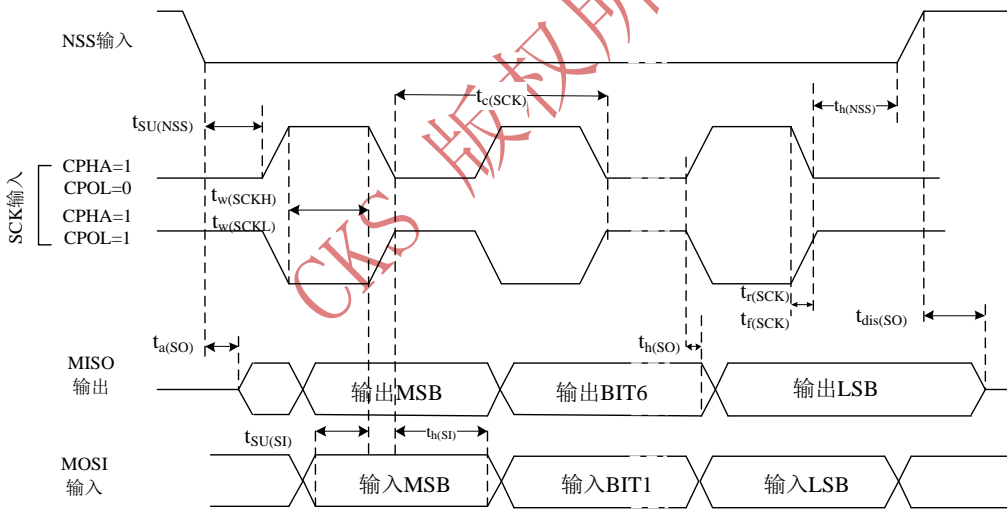 NSS输入
tc(SCK)
th(NSS)
tSU(NSS)
SCK输入
CPHA=1
CPOL=0
CPHA=1
CPOL=1
tw(SCKH)
tw(SCKL)
tr(SCK)
tf(SCK)
tdis(SO)
ta(SO)
th(SO)
MISO
输出
输出MSB
输出BIT6
输出LSB
tSU(SI)
th(SI)
MOSI
输入
输入MSB
输入BIT1
输入LSB
CKS 版权